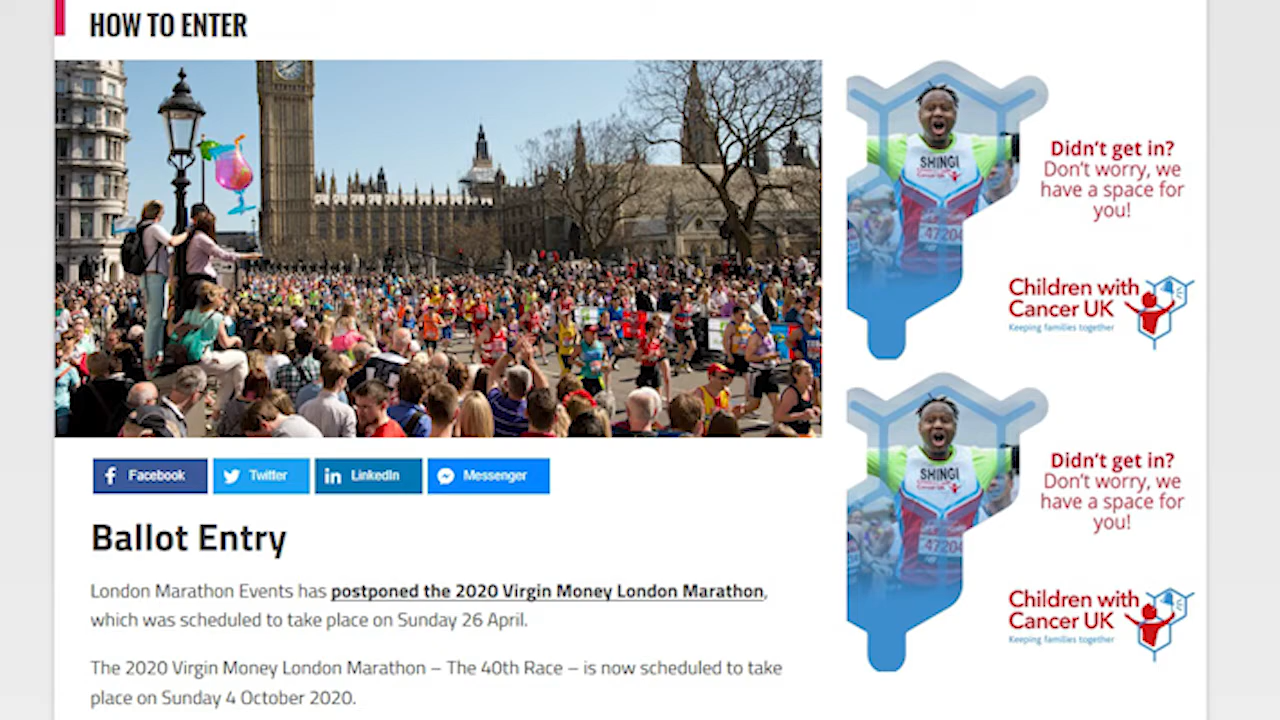 HOW TO ENTER
SHINGI
47204
Didn't get in?
Don't worry, we
have a space for
you!
Children with
Cancer UK
Keeping families together
Facebook
Twitter
LinkedIn
Messenger
SHINGI
47204
Didn't get in?
Don't worry, we
have a space for
you!
Children with
Cancer UK
Keeping families together
Ballot Entry
London Marathon Events has postponed the 2020 Virgin Money London Marathon,
which was scheduled to take place on Sunday 26 April.
The 2020 Virgin Money London Marathon – The 40th Race – is now scheduled to take
place on Sunday 4 October 2020.